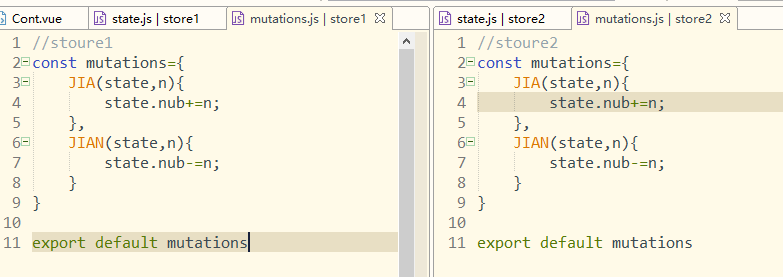 Cont.vue
state.js | store1
mutations.js | store1
1 //stoure1
2 const mutations={
3 JIA(state,n){
4 state.nub+=n;
5 },
6 JIAN(state,n){
7 state.nub-=n;
8 }
9 }
10
11 export default mutations
state.js | store2
mutations.js | store2
1 //stoure2
2 const mutations={
3 JIA(state,n){
4 state.nub+=n;
5 },
6 JIAN(state,n){
7 state.nub-=n;
8 }
9 }
10
11 export default mutations